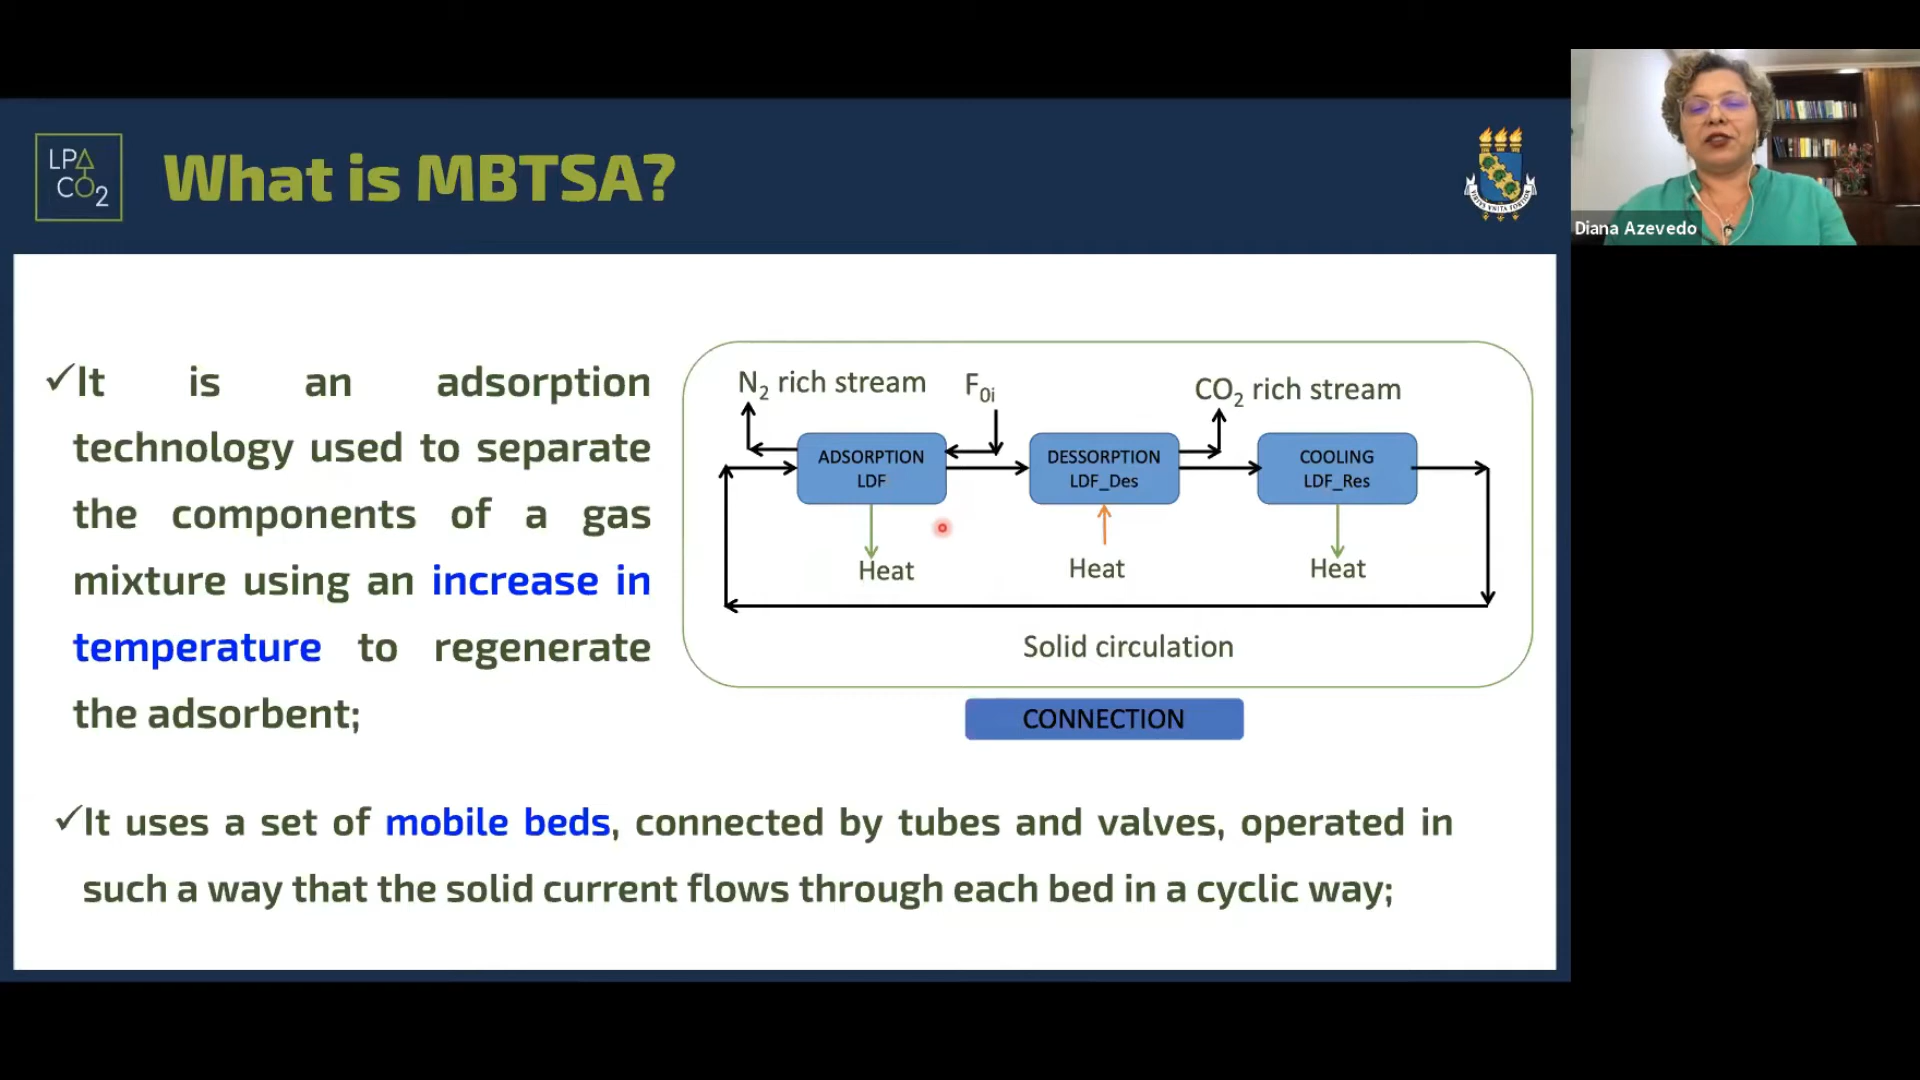 LPA
CO2
What is MBTSA?
Diana Azevedo
✓It is an adsorption
technology used to separate
the components of a gas
mixture using an increase in
temperature to regenerate
the adsorbent;
N2 rich stream
F0i
CO2 rich stream
ADSORPTION
LDF
DESSORPTION
LDF_Des
COOLING
LDF_Res
Heat
Heat
Heat
Solid circulation
CONNECTION
✓It uses a set of mobile beds, connected by tubes and valves, operated in
such a way that the solid current flows through each bed in a cyclic way;